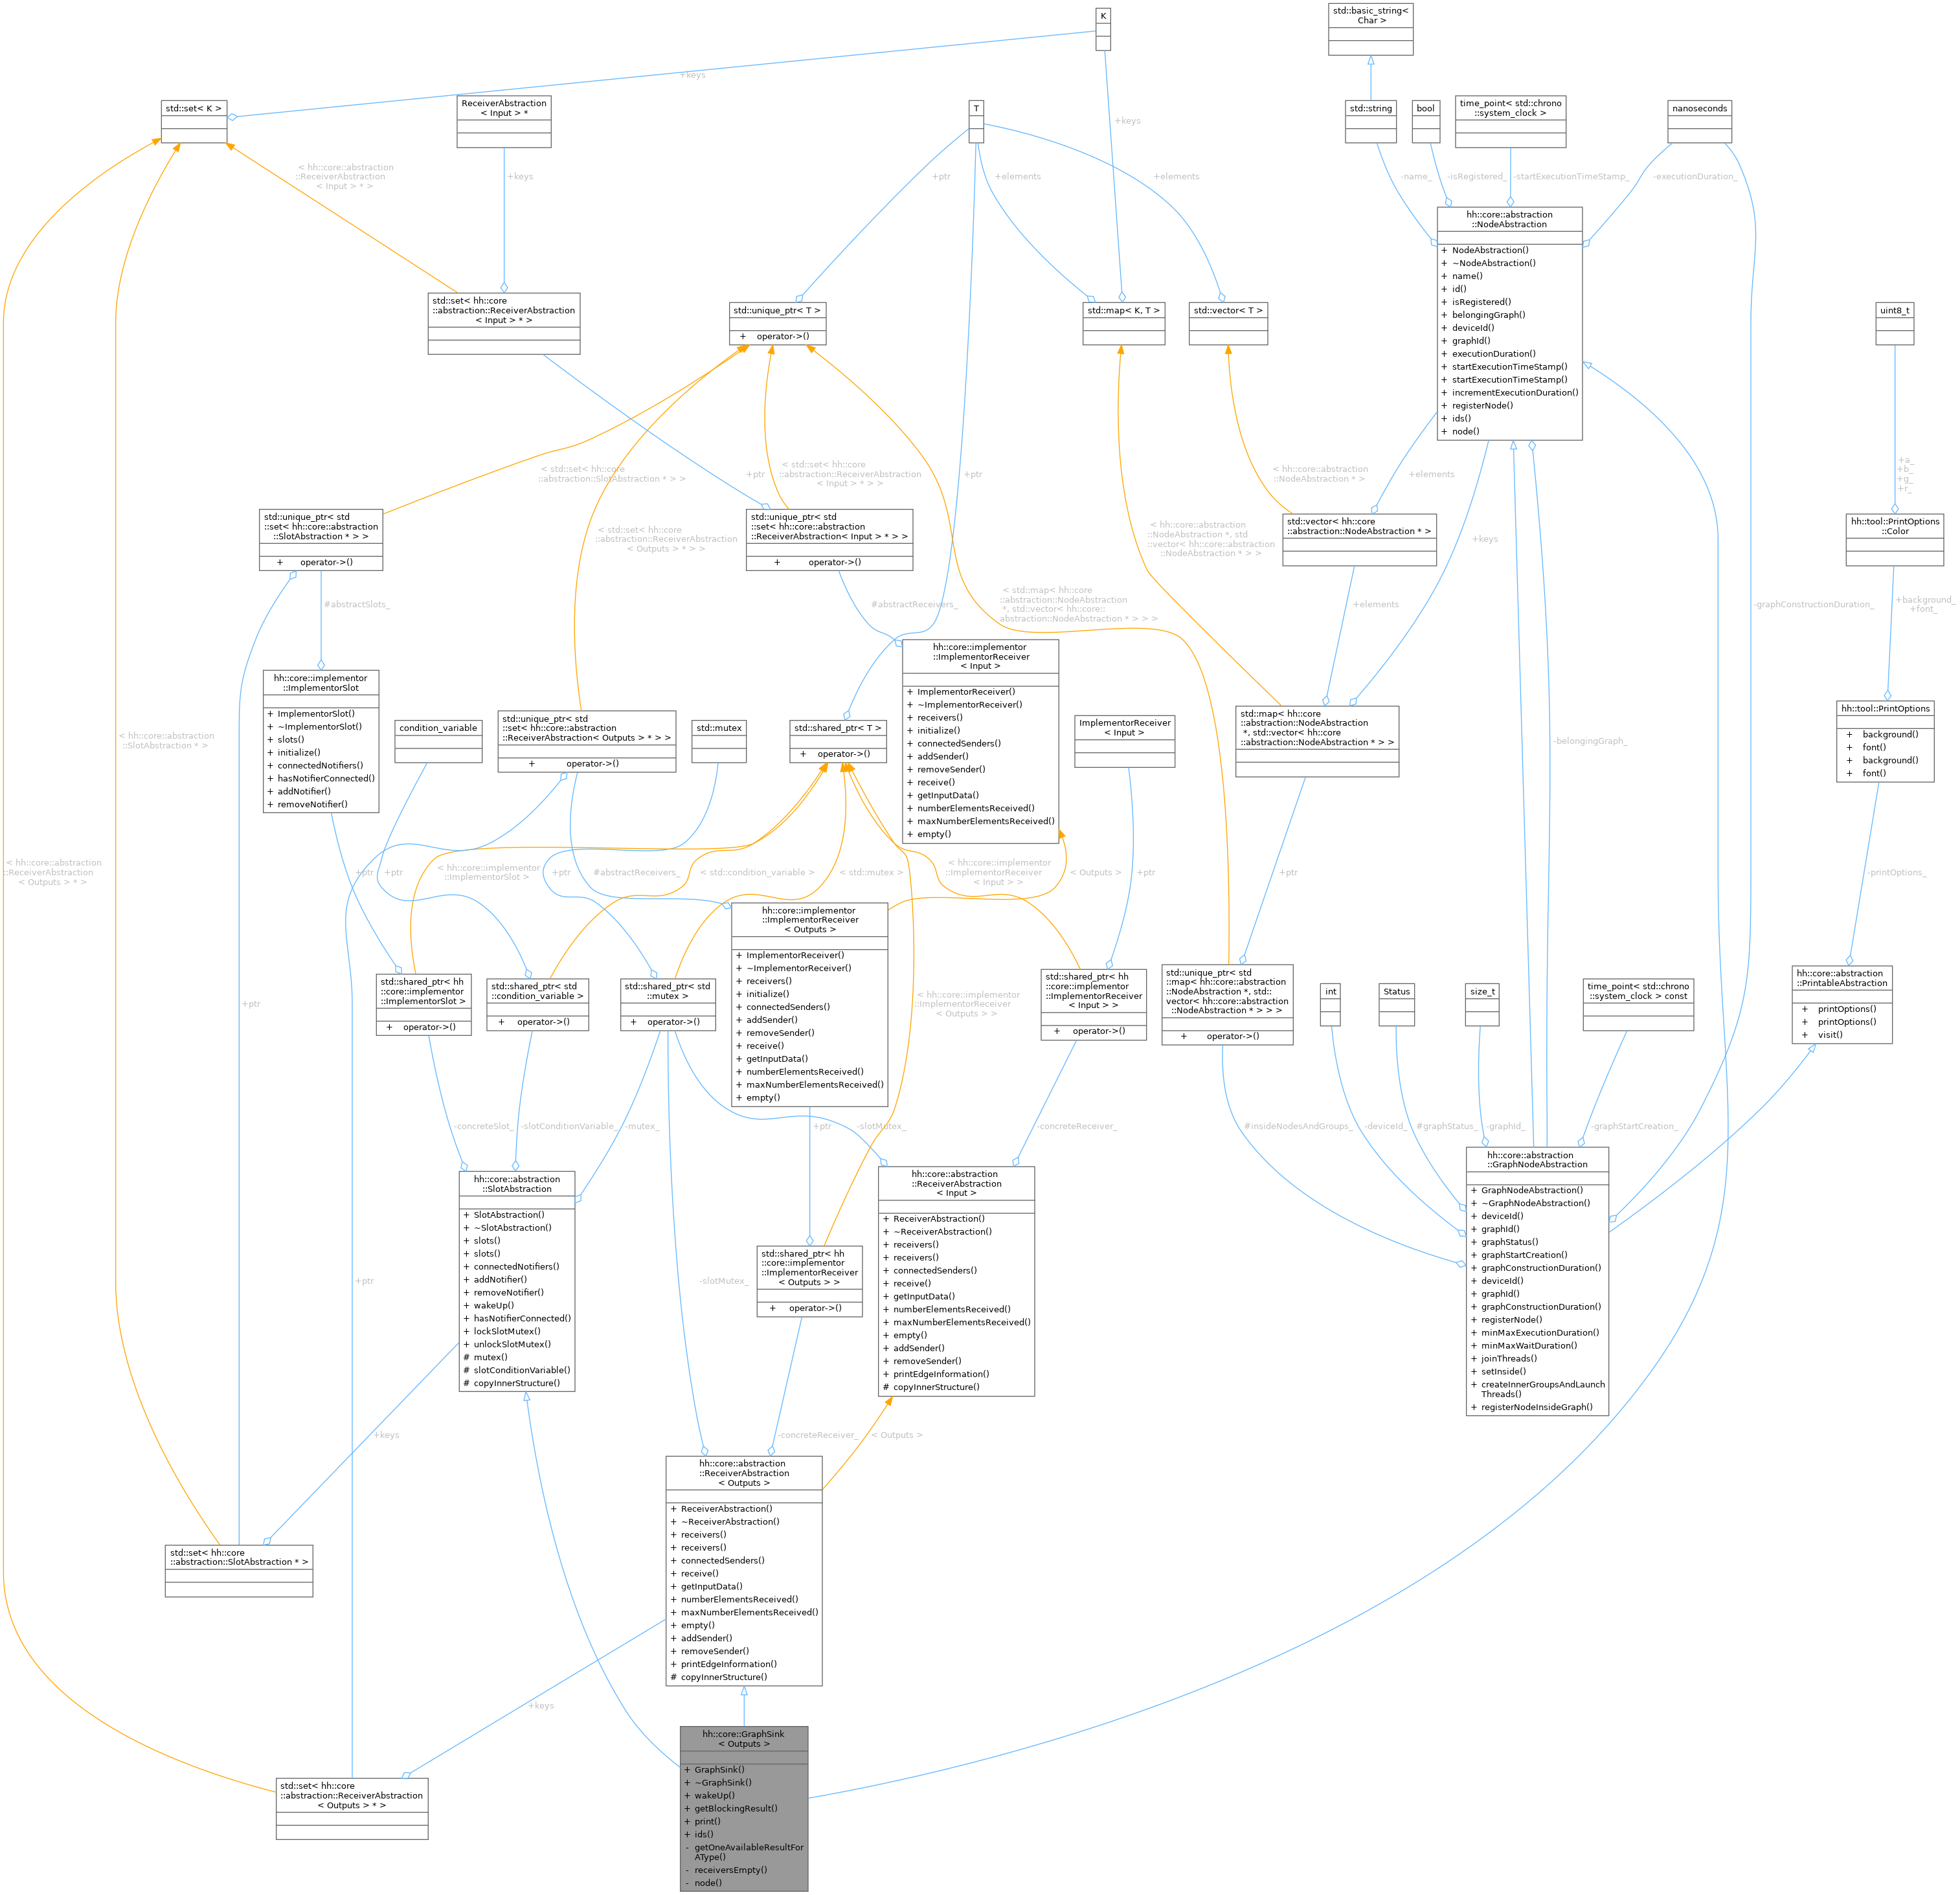 K
std::basic_string<
Char >
+keys
std::set< K >
ReceiverAbstraction
< Input > *
T
std::string
bool
time_point< std::chrono
::system_clock >
nanoseconds
< hh::core::abstraction
::ReceiverAbstraction
< Input > * >
+keys
+ptr
+elements
+keys
+elements
-name_
-isRegistered_
-startExecutionTimeStamp_
-executionDuration_
hh::core::abstraction
::NodeAbstraction
+ NodeAbstraction()
+ ~NodeAbstraction()
+ name()
+ id()
+ isRegistered()
+ belongingGraph()
+ deviceId()
+ graphId()
+ executionDuration()
+ startExecutionTimeStamp()
+ startExecutionTimeStamp()
+ incrementExecutionDuration()
+ registerNode()
+ ids()
+ node()
std::set< hh::core
::abstraction::ReceiverAbstraction
< Input > * >
std::unique_ptr< T >
+ operator->()
std::map< K, T >
std::vector< T >
uint8_t
< std::set< hh::core
::abstraction::SlotAbstraction * > >
+ptr
< std::set< hh::core
::abstraction::ReceiverAbstraction
< Input > * > >
+ptr
< hh::core::abstraction
::NodeAbstraction * >
+elements
+a_
+b_
+g_
+r_
std::unique_ptr< std
::set< hh::core::abstraction
::SlotAbstraction * > >
+ operator->()
< std::set< hh::core
::abstraction::ReceiverAbstraction
< Outputs > * > >
std::unique_ptr< std
::set< hh::core::abstraction
::ReceiverAbstraction< Input > * > >
+ operator->()
< hh::core::abstraction
::NodeAbstraction *, std
::vector< hh::core::abstraction
::NodeAbstraction * > >
std::vector< hh::core
::abstraction::NodeAbstraction * >
+keys
hh::tool::PrintOptions
::Color
#abstractSlots_
#abstractReceivers_
< std::map< hh::core
::abstraction::NodeAbstraction
*, std::vector< hh::core::
abstraction::NodeAbstraction * > > >
+elements
-graphConstructionDuration_
+background_
+font_
hh::core::implementor
::ImplementorSlot
+ ImplementorSlot()
+ ~ImplementorSlot()
+ slots()
+ initialize()
+ connectedNotifiers()
+ hasNotifierConnected()
+ addNotifier()
+ removeNotifier()
condition_variable
std::unique_ptr< std
::set< hh::core::abstraction
::ReceiverAbstraction< Outputs > * > >
+ operator->()
std::mutex
std::shared_ptr< T >
+ operator->()
hh::core::implementor
::ImplementorReceiver
< Input >
+ ImplementorReceiver()
+ ~ImplementorReceiver()
+ receivers()
+ initialize()
+ connectedSenders()
+ addSender()
+ removeSender()
+ receive()
+ getInputData()
+ numberElementsReceived()
+ maxNumberElementsReceived()
+ empty()
ImplementorReceiver
< Input >
std::map< hh::core
::abstraction::NodeAbstraction
*, std::vector< hh::core
::abstraction::NodeAbstraction * > >
-belongingGraph_
hh::tool::PrintOptions
+ background()
+ font()
+ background()
+ font()
< hh::core::abstraction
::SlotAbstraction * >
< hh::core::abstraction
::ReceiverAbstraction
< Outputs > * >
+ptr
+ptr
< hh::core::implementor
::ImplementorSlot >
+ptr
#abstractReceivers_
< std::condition_variable >
< std::mutex >
< hh::core::implementor
::ImplementorReceiver
< Input > >
< Outputs >
+ptr
+ptr
-printOptions_
+ptr
std::shared_ptr< hh
::core::implementor
::ImplementorSlot >
+ operator->()
std::shared_ptr< std
::condition_variable >
+ operator->()
std::shared_ptr< std
::mutex >
+ operator->()
hh::core::implementor
::ImplementorReceiver
< Outputs >
+ ImplementorReceiver()
+ ~ImplementorReceiver()
+ receivers()
+ initialize()
+ connectedSenders()
+ addSender()
+ removeSender()
+ receive()
+ getInputData()
+ numberElementsReceived()
+ maxNumberElementsReceived()
+ empty()
< hh::core::implementor
::ImplementorReceiver
< Outputs > >
std::shared_ptr< hh
::core::implementor
::ImplementorReceiver
< Input > >
+ operator->()
std::unique_ptr< std
::map< hh::core::abstraction
::NodeAbstraction *, std::
vector< hh::core::abstraction
::NodeAbstraction * > > >
+ operator->()
int
Status
size_t
time_point< std::chrono
::system_clock > const
hh::core::abstraction
::PrintableAbstraction
+ printOptions()
+ printOptions()
+ visit()
-concreteSlot_
-slotConditionVariable_
-mutex_
+ptr
-slotMutex_
-concreteReceiver_
#insideNodesAndGroups_
-deviceId_
#graphStatus_
-graphId_
-graphStartCreation_
hh::core::abstraction
::SlotAbstraction
+ SlotAbstraction()
+ ~SlotAbstraction()
+ slots()
+ slots()
+ connectedNotifiers()
+ addNotifier()
+ removeNotifier()
+ wakeUp()
+ hasNotifierConnected()
+ lockSlotMutex()
+ unlockSlotMutex()
# mutex()
# slotConditionVariable()
# copyInnerStructure()
+ptr
-slotMutex_
std::shared_ptr< hh
::core::implementor
::ImplementorReceiver
< Outputs > >
+ operator->()
hh::core::abstraction
::ReceiverAbstraction
< Input >
+ ReceiverAbstraction()
+ ~ReceiverAbstraction()
+ receivers()
+ receivers()
+ connectedSenders()
+ receive()
+ getInputData()
+ numberElementsReceived()
+ maxNumberElementsReceived()
+ empty()
+ addSender()
+ removeSender()
+ printEdgeInformation()
# copyInnerStructure()
hh::core::abstraction
::GraphNodeAbstraction
+ GraphNodeAbstraction()
+ ~GraphNodeAbstraction()
+ deviceId()
+ graphId()
+ graphStatus()
+ graphStartCreation()
+ graphConstructionDuration()
+ deviceId()
+ graphId()
+ graphConstructionDuration()
+ registerNode()
+ minMaxExecutionDuration()
+ minMaxWaitDuration()
+ joinThreads()
+ setInside()
+ createInnerGroupsAndLaunch
Threads()
+ registerNodeInsideGraph()
+keys
-concreteReceiver_
< Outputs >
hh::core::abstraction
::ReceiverAbstraction
< Outputs >
+ ReceiverAbstraction()
+ ~ReceiverAbstraction()
+ receivers()
+ receivers()
+ connectedSenders()
+ receive()
+ getInputData()
+ numberElementsReceived()
+ maxNumberElementsReceived()
+ empty()
+ addSender()
+ removeSender()
+ printEdgeInformation()
# copyInnerStructure()
std::set< hh::core
::abstraction::SlotAbstraction * >
+keys
std::set< hh::core
::abstraction::ReceiverAbstraction
< Outputs > * >
hh::core::GraphSink
< Outputs >
+ GraphSink()
+ ~GraphSink()
+ wakeUp()
+ getBlockingResult()
+ print()
+ ids()
- getOneAvailableResultFor
AType()
- receiversEmpty()
- node()